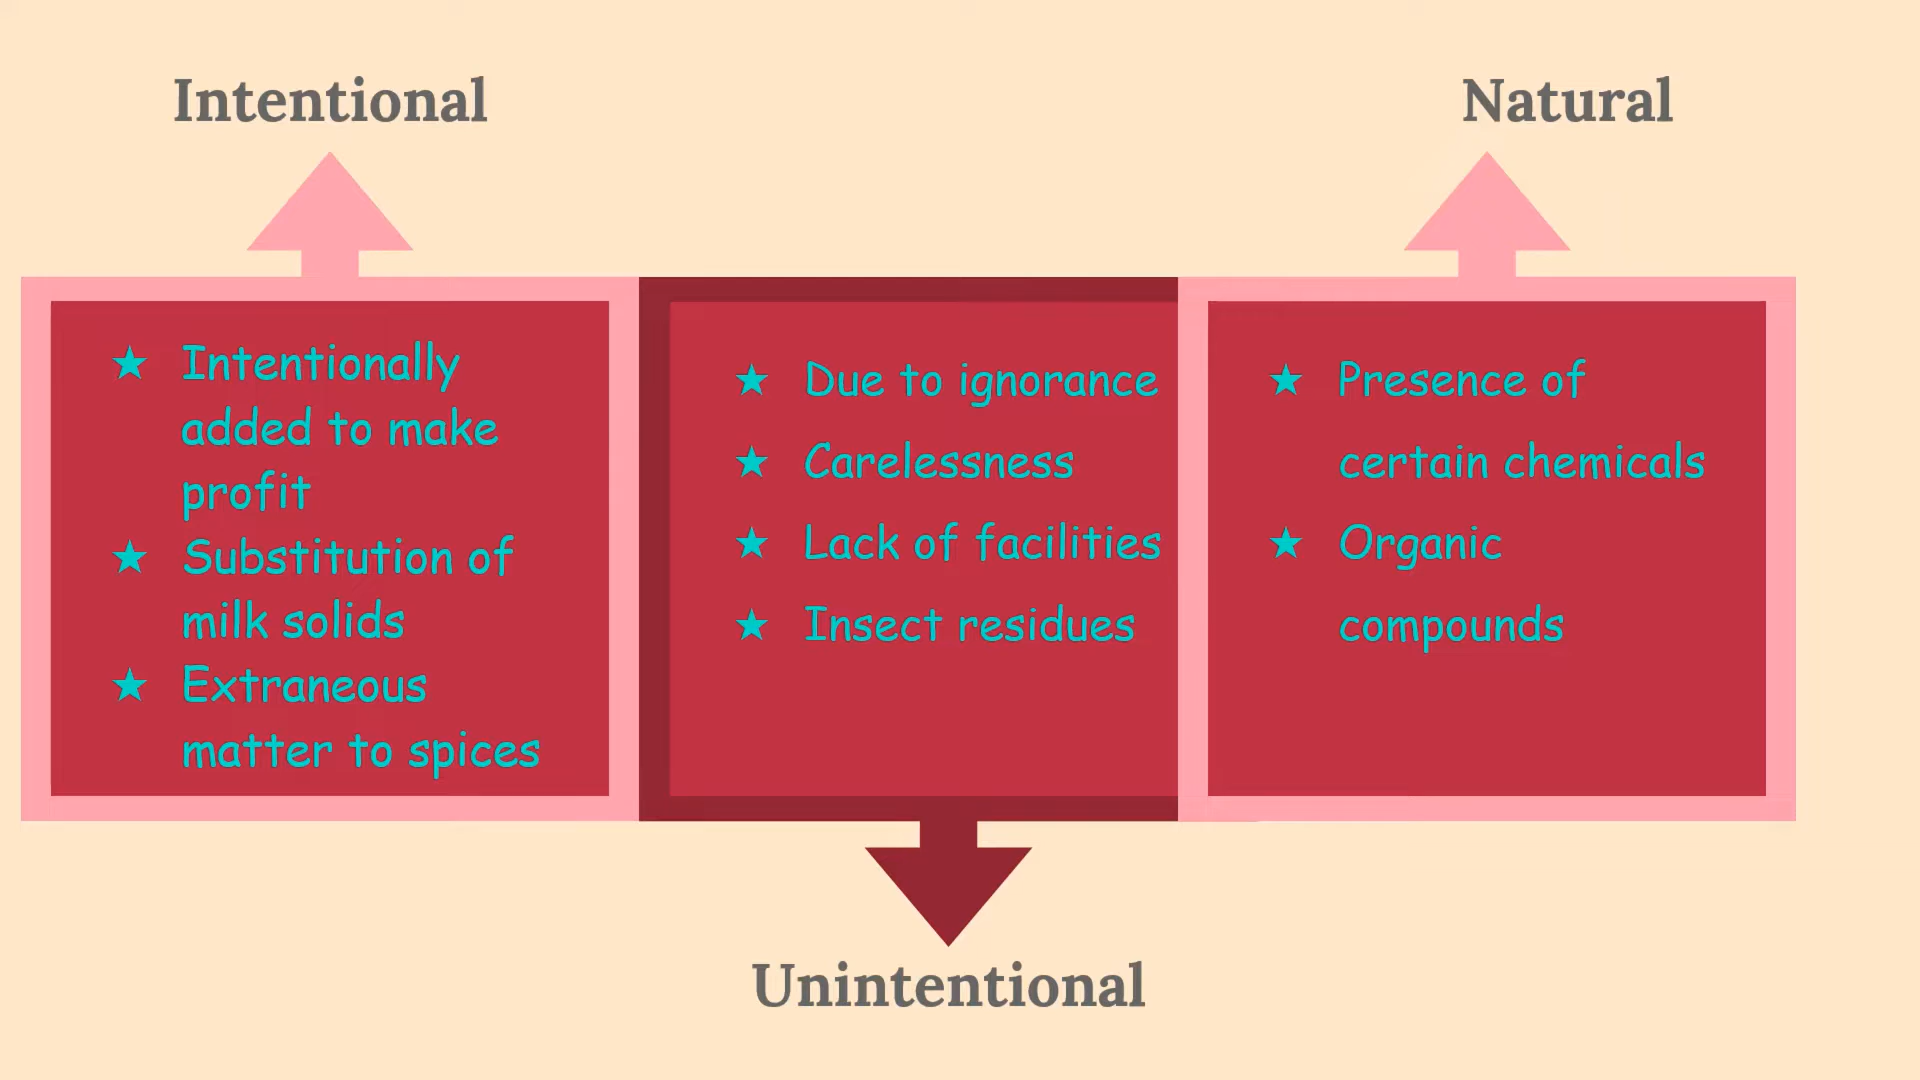 Intentional
Natural
★ Intentionally
added to make
profit
★ Substitution of
milk solids
★ Extraneous
matter to spices
★ Due to ignorance
★ Carelessness
★ Lack of facilities
★ Insect residues
★ Presence of
certain chemicals
★ Organic
compounds
Unintentional